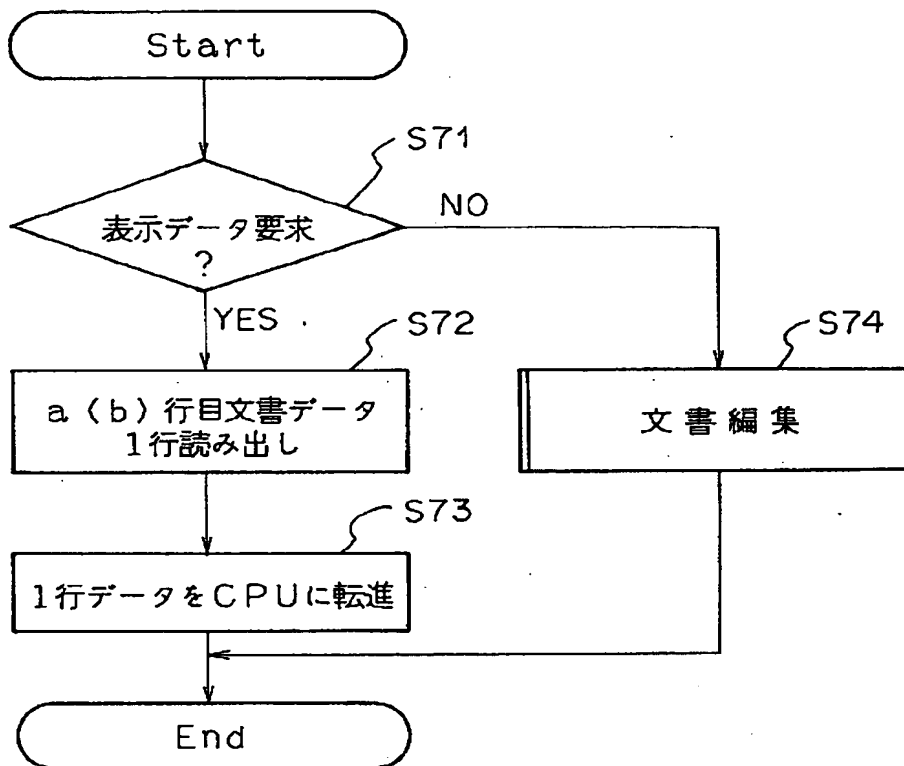 Start
S71
表示データ要求
?
NO
YES
S72
a(b)行目文書データ
1行読み出し
S74
文書編集
S73
1行データをCPUに転進
End